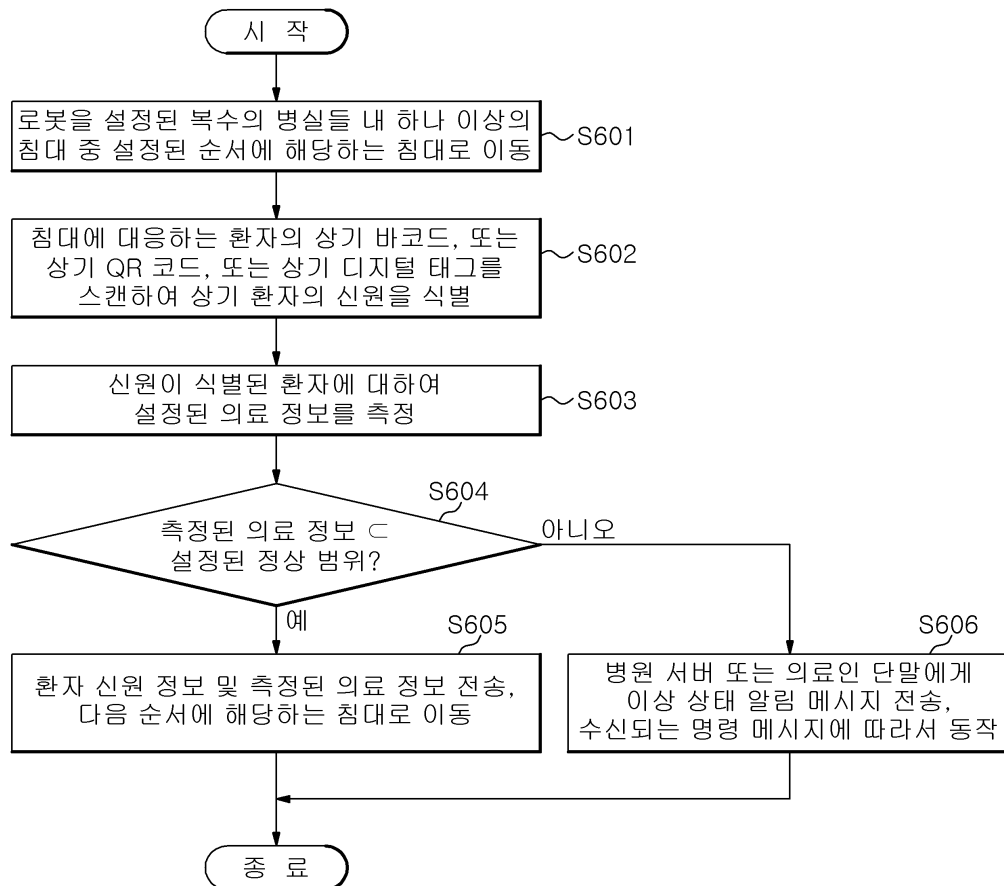 시 작
로봇을 설정된 복수의 병실들 내 하나 이상의
침대 중 설정된 순서에 해당하는 침대로 이동
S601
침대에 대응하는 환자의 상기 바코드, 또는
상기 QR 코드, 또는 상기 디지털 태그를
스캔하여 상기 환자의 신원을 식별
S602
신원이 식별된 환자에 대하여
설정된 의료 정보를 측정
S603
S604
측정된 의료 정보 ⊂
설정된 정상 범위?
아니오
예
S605
환자 신원 정보 및 측정된 의료 정보 전송,
다음 순서에 해당하는 침대로 이동
S606
병원 서버 또는 의료인 단말에게
이상 상태 알림 메시지 전송,
수신되는 명령 메시지에 따라서 동작
종 료